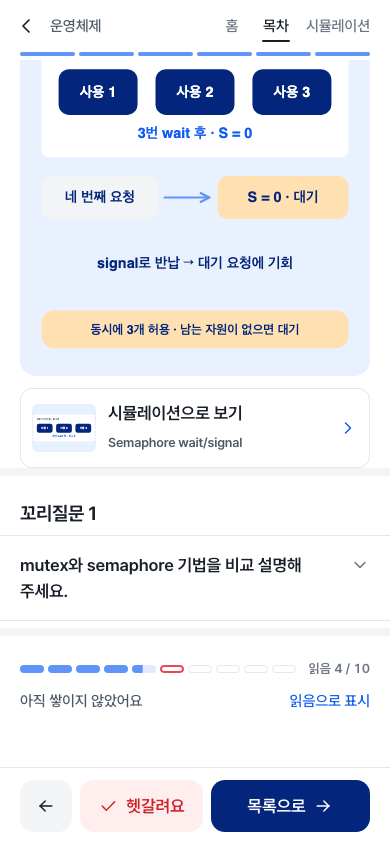 운영체제
홈
목차
시뮬레이션
사용 1
사용 2
사용 3
3번 wait 후 · S = 0
네 번째 요청
S = 0 · 대기
signal로 반납 → 대기 요청에 기회
동시에 3개 허용 · 남는 자원이 없으면 대기
시뮬레이션으로 보기
Semaphore wait/signal
꼬리질문 1
mutex와 semaphore 기법을 비교 설명해
주세요.
읽음 4 / 10
아직 쌓이지 않았어요
읽음으로 표시
헷갈려요
목록으로